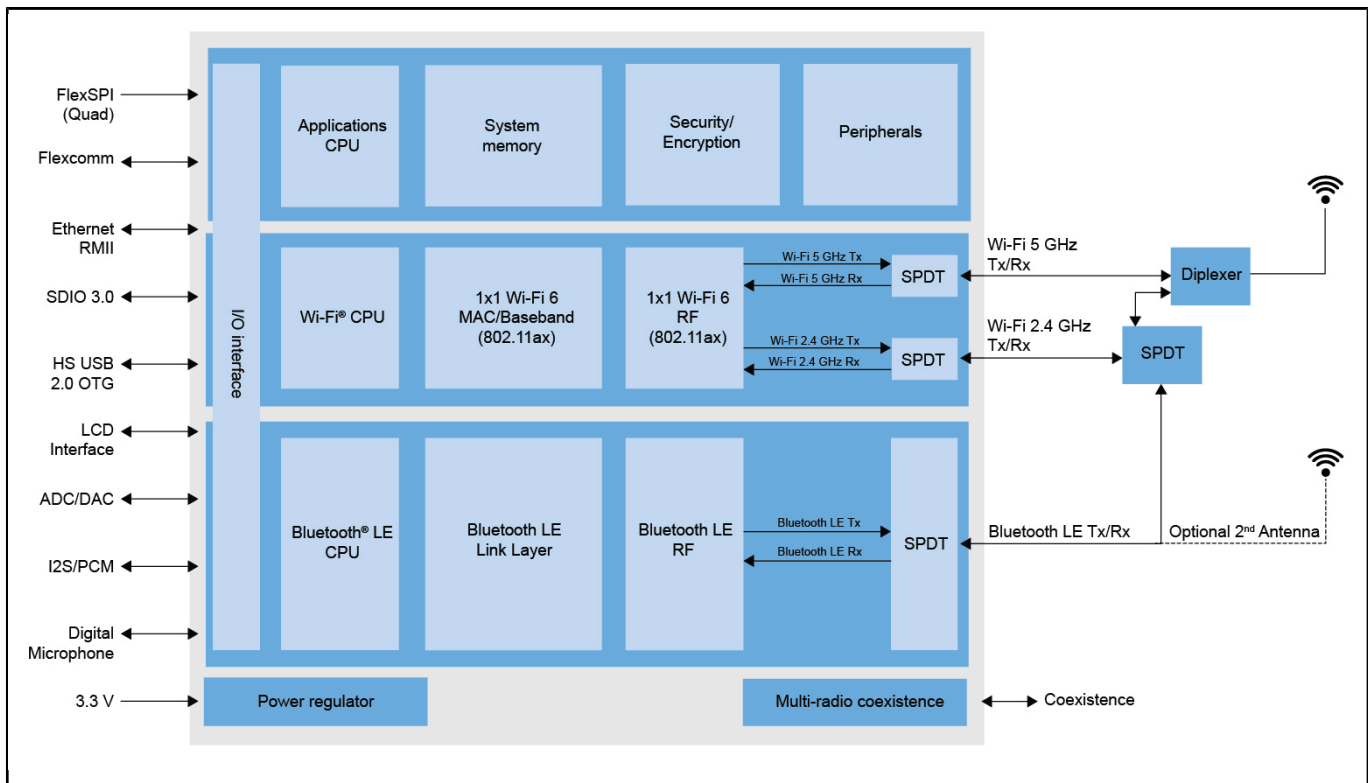 FlexSPI
(Quad)
Flexcomm
Ethernet
RMII
SDIO 3.0
HS USB
2.0 OTG
LCD
Interface
ADC/DAC
I2S/PCM
Digital
Microphone
3.3 V
I/O interface
Applications
CPU
System
memory
Security/
Encryption
Peripherals
Wi-Fi® CPU
1x1 Wi-Fi 6
MAC/Baseband
(802.11ax)
1x1 Wi-Fi 6
RF
(802.11ax)
Wi-Fi 5 GHz Tx
Wi-Fi 5 GHz Rx
SPDT
Wi-Fi 2.4 GHz Tx
Wi-Fi 2.4 GHz Rx
SPDT
Wi-Fi 5 GHz
Tx/Rx
Diplexer
Wi-Fi 2.4 GHz
Tx/Rx
SPDT
Bluetooth® LE
CPU
Bluetooth LE
Link Layer
Bluetooth LE
RF
Bluetooth LE Tx
Bluetooth LE Rx
SPDT
Bluetooth LE Tx/Rx
Optional 2nd Antenna
Power regulator
Multi-radio coexistence
Coexistence